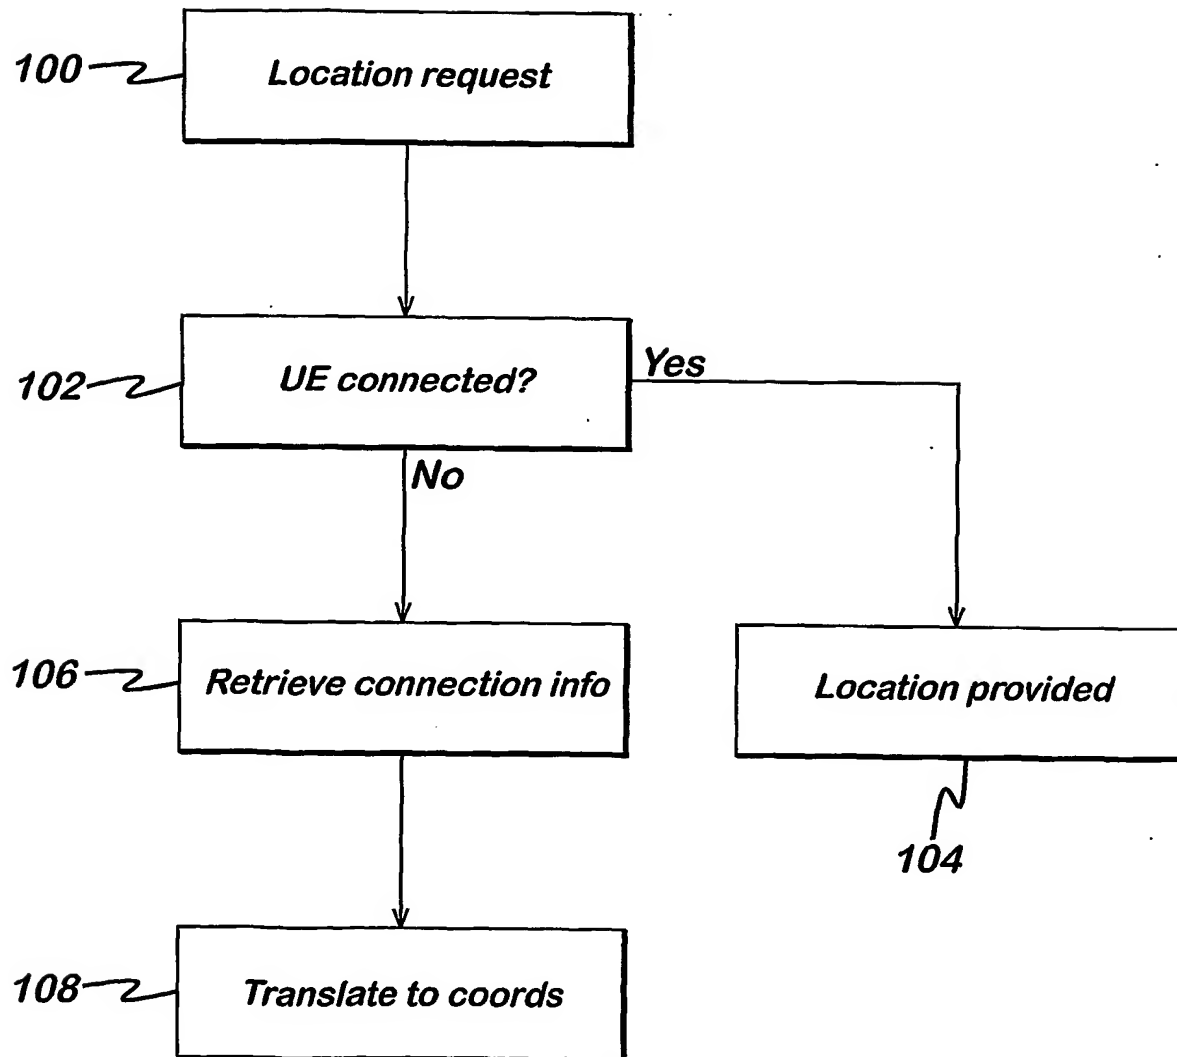 100
Location request
102
UE connected?
Yes
No
106
Retrieve connection info
Location provided
104
108
Translate to coords